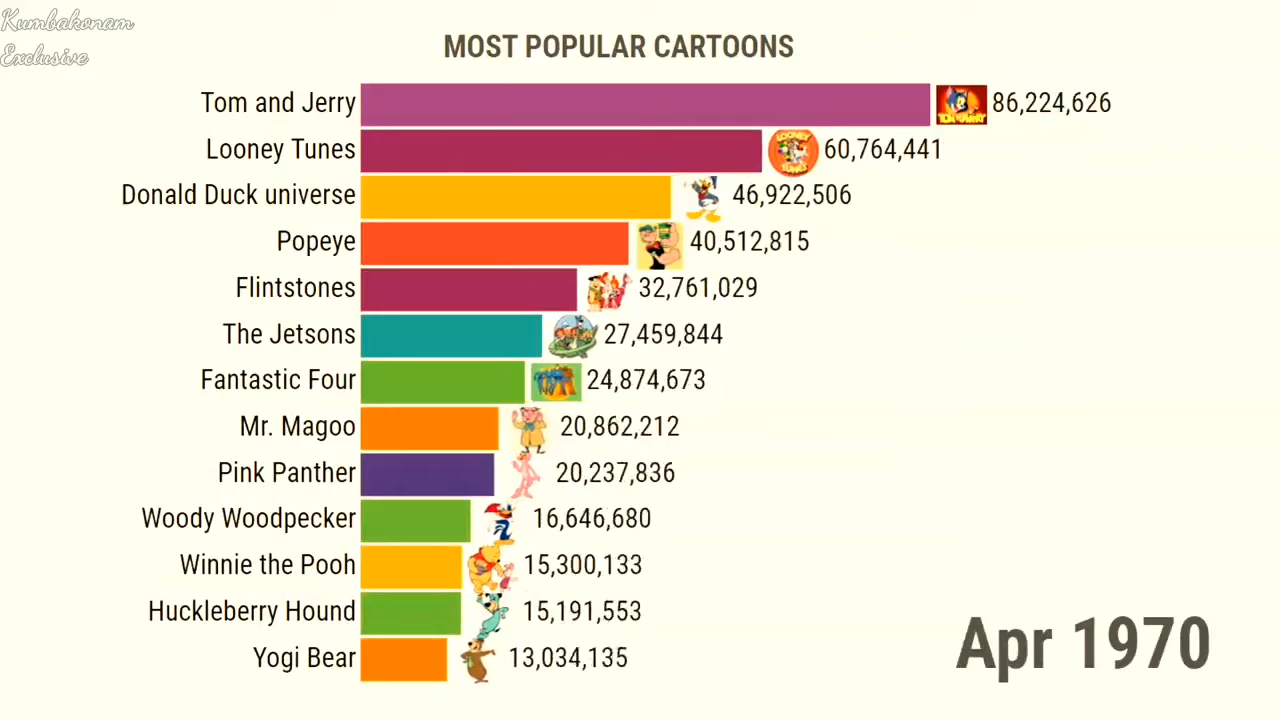 Kumbakonam
Exclusive
MOST POPULAR CARTOONS
Tom and Jerry 86,224,626
Looney Tunes LOONEY TUNES 60,764,441
Donald Duck universe 46,922,506
Popeye 40,512,815
Flintstones 32,761,029
The Jetsons 27,459,844
Fantastic Four 24,874,673
Mr. Magoo 20,862,212
Pink Panther 20,237,836
Woody Woodpecker 16,646,680
Winnie the Pooh 15,300,133
Huckleberry Hound 15,191,553
Yogi Bear 13,034,135
Apr 1970